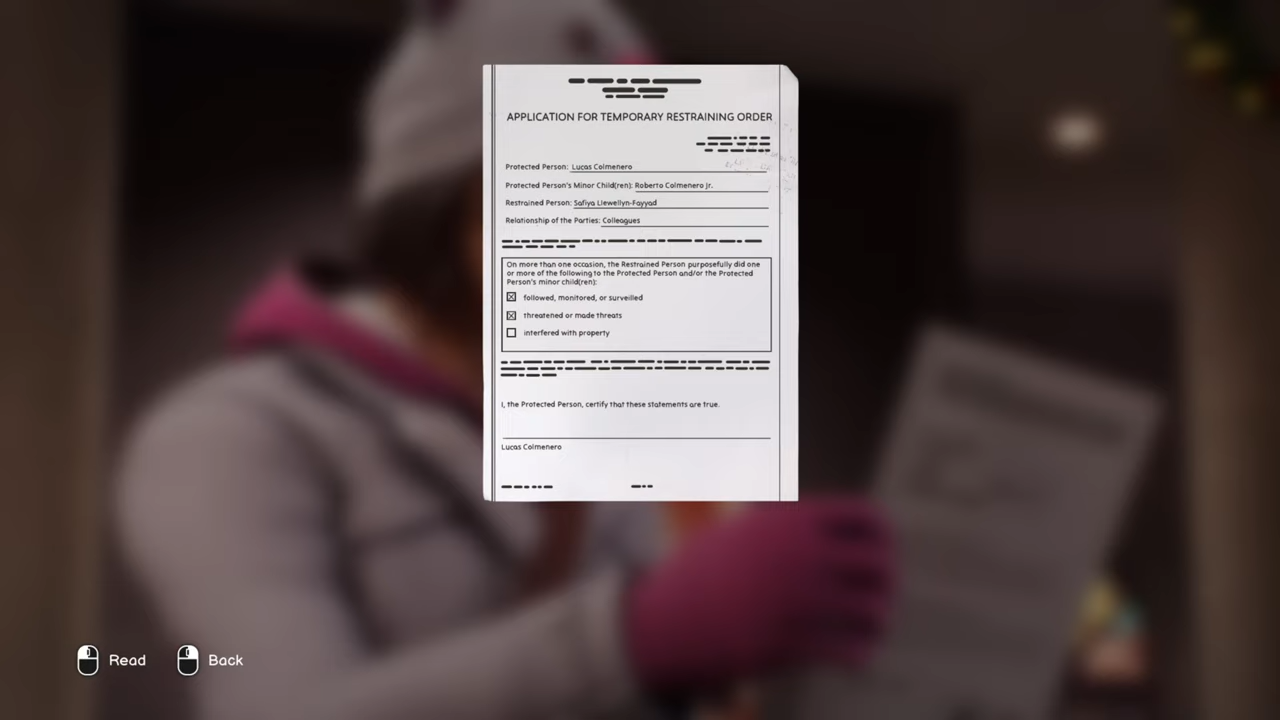 APPLICATION FOR TEMPORARY RESTRAINING ORDER
Protected Person: Lucas Colmenero
Protected Person's Minor Child(ren): Roberto Colmenero Jr.
Restrained Person: Safiya Llewellyn-Fayyad
Relationship of the Parties: Colleagues
On more than one occasion, the Restrained Person purposefully did one
or more of the following to the Protected Person and/or the Protected
Person's minor child(ren):
followed, monitored, or surveilled
threatened or made threats
interfered with property
I, the Protected Person, certify that these statements are true.
Lucas Colmenero
Read
Back